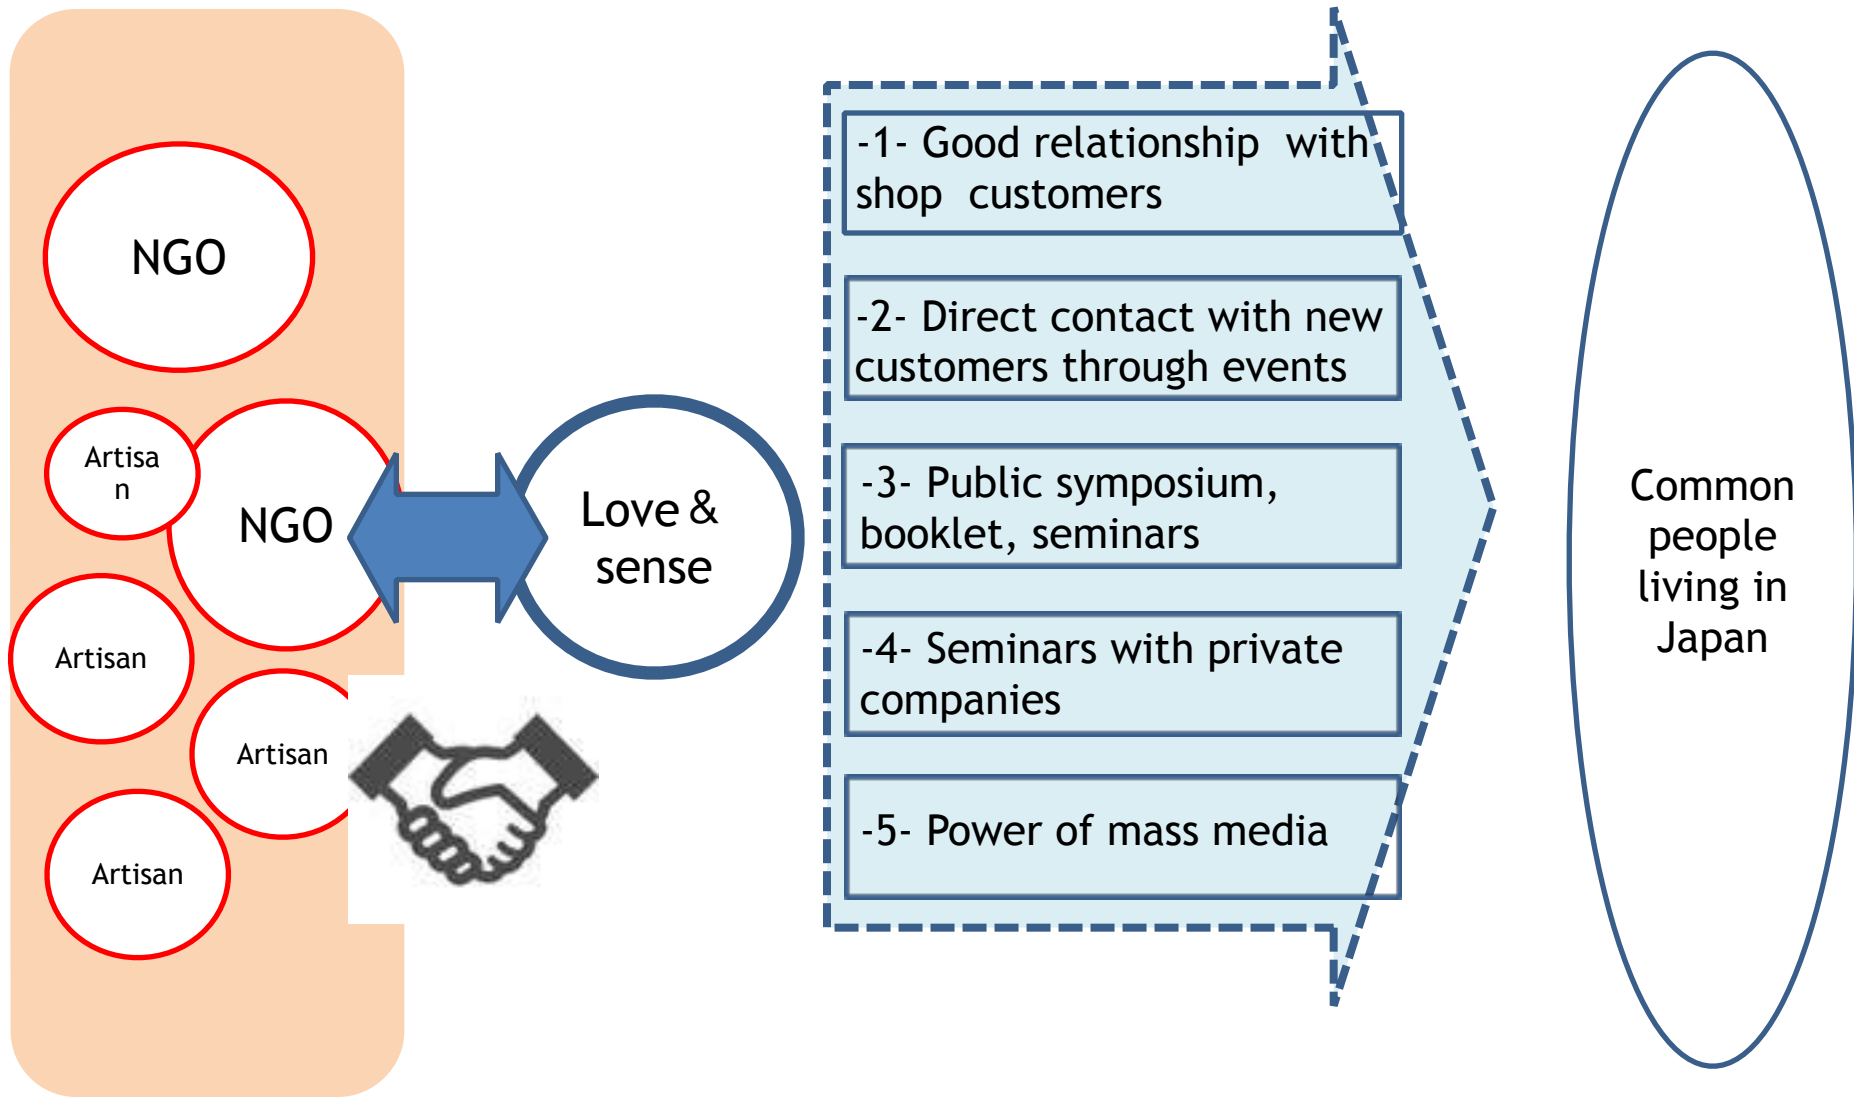 NGO
Artisa
n
NGO
Artisan
Artisan
Artisan
Love &
sense
-1- Good relationship  with
shop  customers
-2- Direct contact with new
customers through events
-3- Public symposium,
booklet, seminars
-4- Seminars with private
companies
-5- Power of mass media
Common
people
living in
Japan